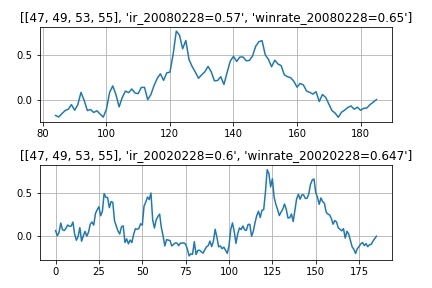 [[47, 49, 53, 55], 'ir_20080228=0.57', 'winrate_20080228=0.65']
0.5
0.0
80 100 120 140 160 180
[[47, 49, 53, 55], 'ir_20020228=0.6', 'winrate_20020228=0.647']
0.5
0.0
0 25 50 75 100 125 150 175